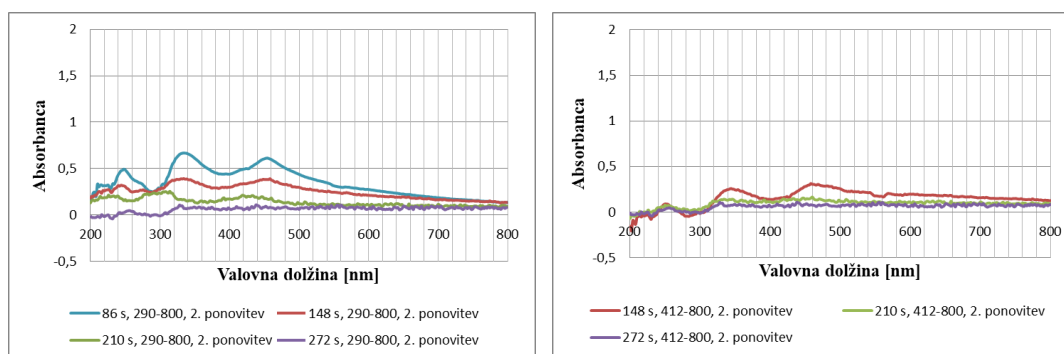 2
1,5
1
0,5
0
-0,5
Absorbanca
200 300 400 500 600 700 800
Valovna dolžina [nm]
86 s, 290-800, 2. ponovitev 148 s, 290-800, 2. ponovitev
210 s, 290-800, 2. ponovitev 272 s, 290-800, 2. ponovitev
2
1,5
1
0,5
0
-0,5
Absorbanca
200 300 400 500 600 700 800
Valovna dolžina [nm]
148 s, 412-800, 2. ponovitev 210 s, 412-800, 2. ponovitev
272 s, 412-800, 2. ponovitev